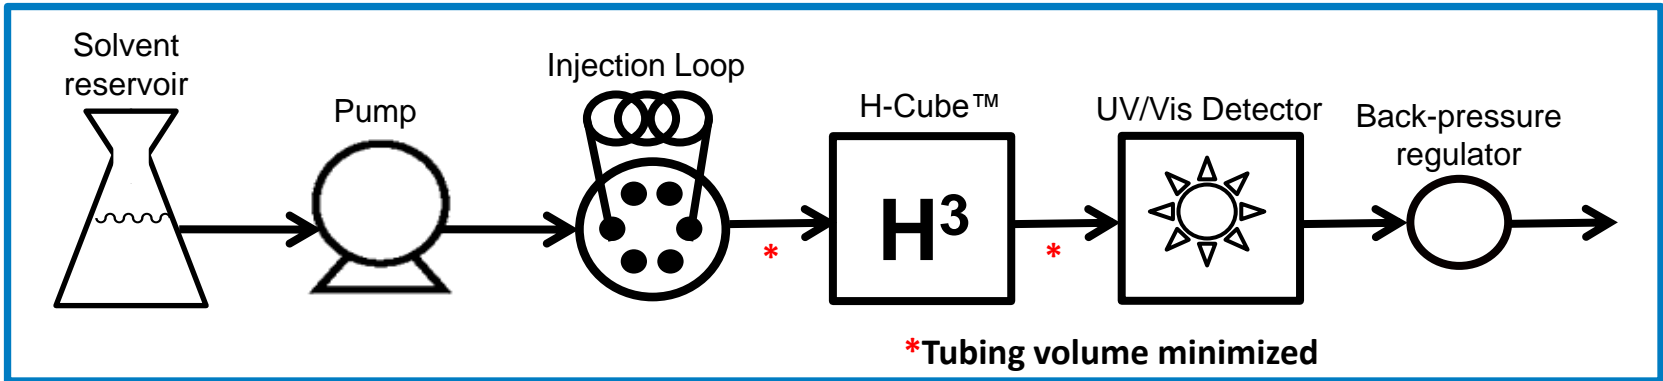 Solvent
reservoir
Pump
Injection Loop
H-Cube™
UV/Vis Detector
Back-pressure
regulator
H³
*
*
*Tubing volume minimized